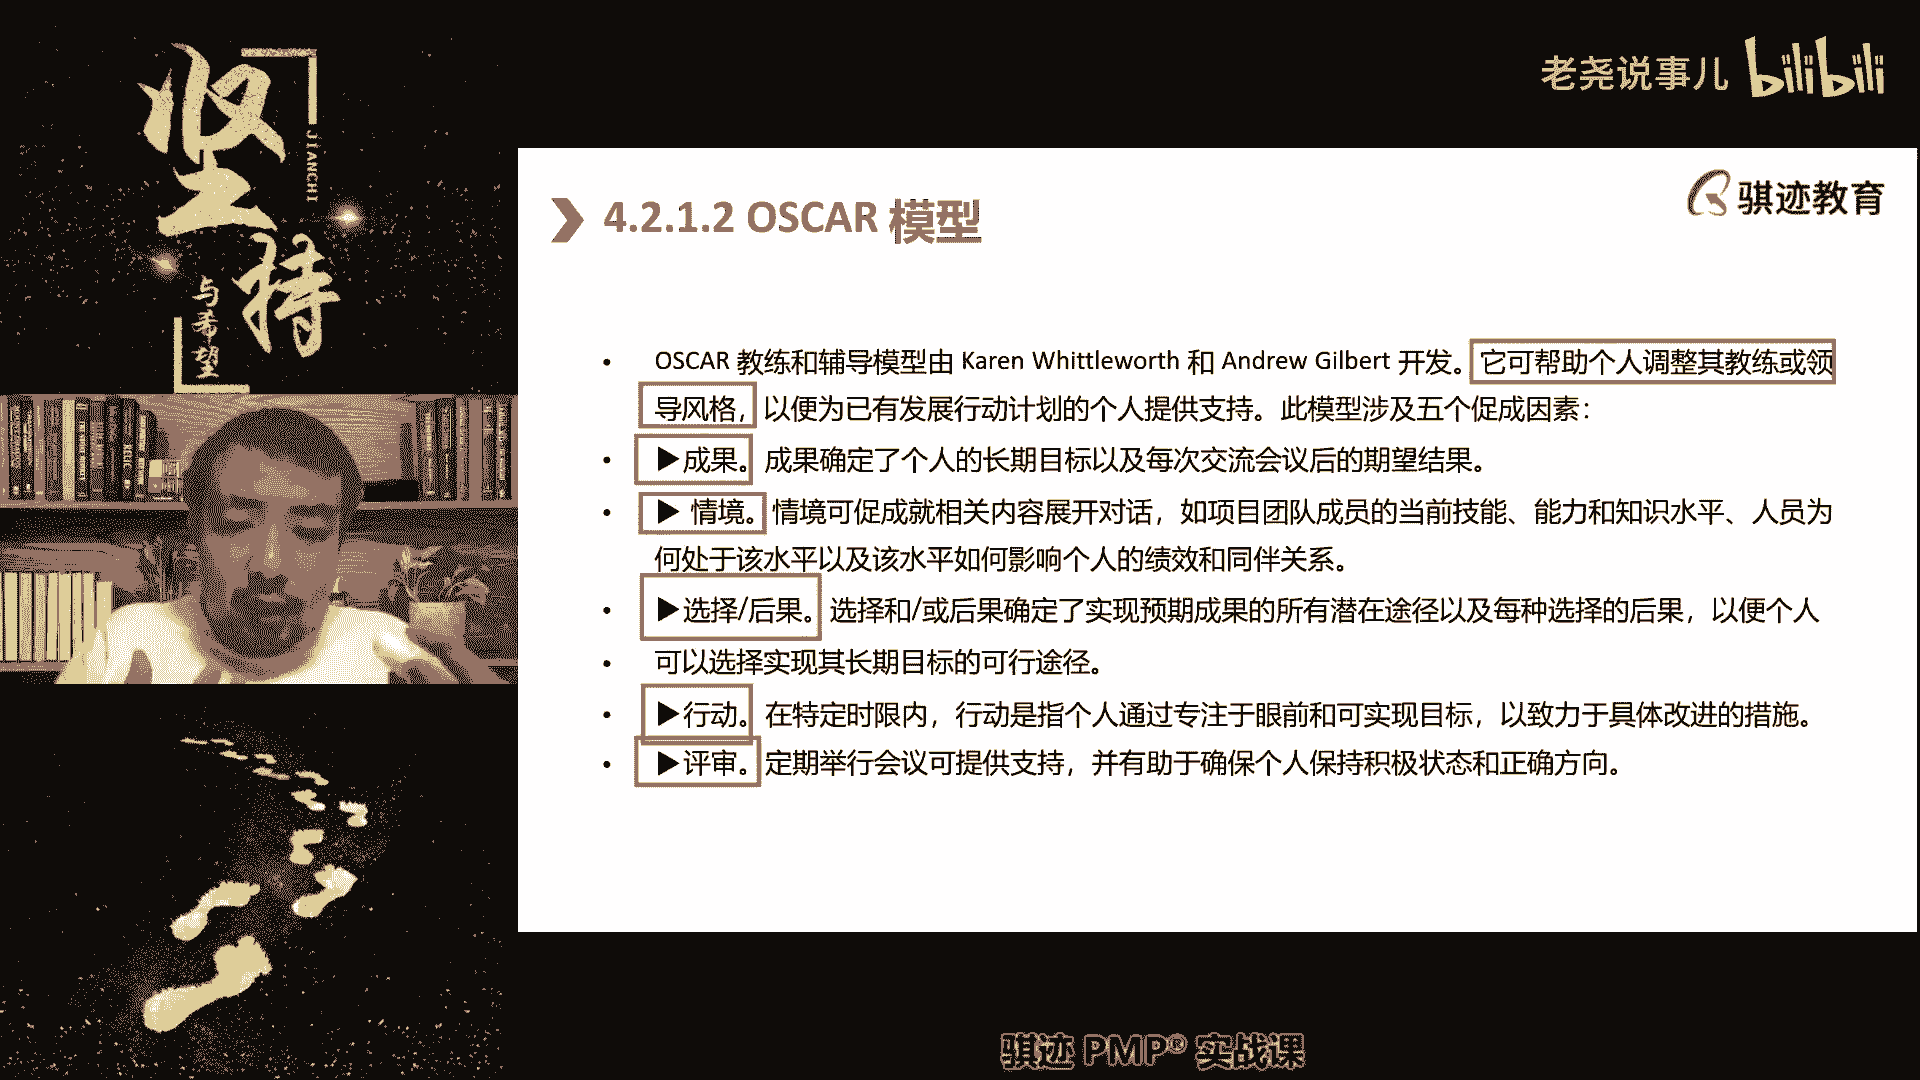 坚持
JIANCHI
与希望
老尧说事儿 bilibili
骐迹教育
4.2.1.2 OSCAR 模型
• OSCAR 教练和辅导模型由 Karen Whittleworth 和 Andrew Gilbert 开发。它可帮助个人调整其教练或领
导风格，以便为已有发展行动计划的个人提供支持。此模型涉及五个促成因素：
• ▶成果。成果确定了个人的长期目标以及每次交流会议后的期望结果。
• ▶ 情境。情境可促成就相关内容展开对话，如项目团队成员的当前技能、能力和知识水平、人员为
何处于该水平以及该水平如何影响个人的绩效和同伴关系。
• ▶选择/后果。选择和/或后果确定了实现预期成果的所有潜在途径以及每种选择的后果，以便个人
• 可以选择实现其长期目标的可行途径。
• ▶行动。在特定时限内，行动是指个人通过专注于眼前和可实现目标，以致力于具体改进的措施。
• ▶评审。定期举行会议可提供支持，并有助于确保个人保持积极状态和正确方向。
骐迹 PMP® 实战课